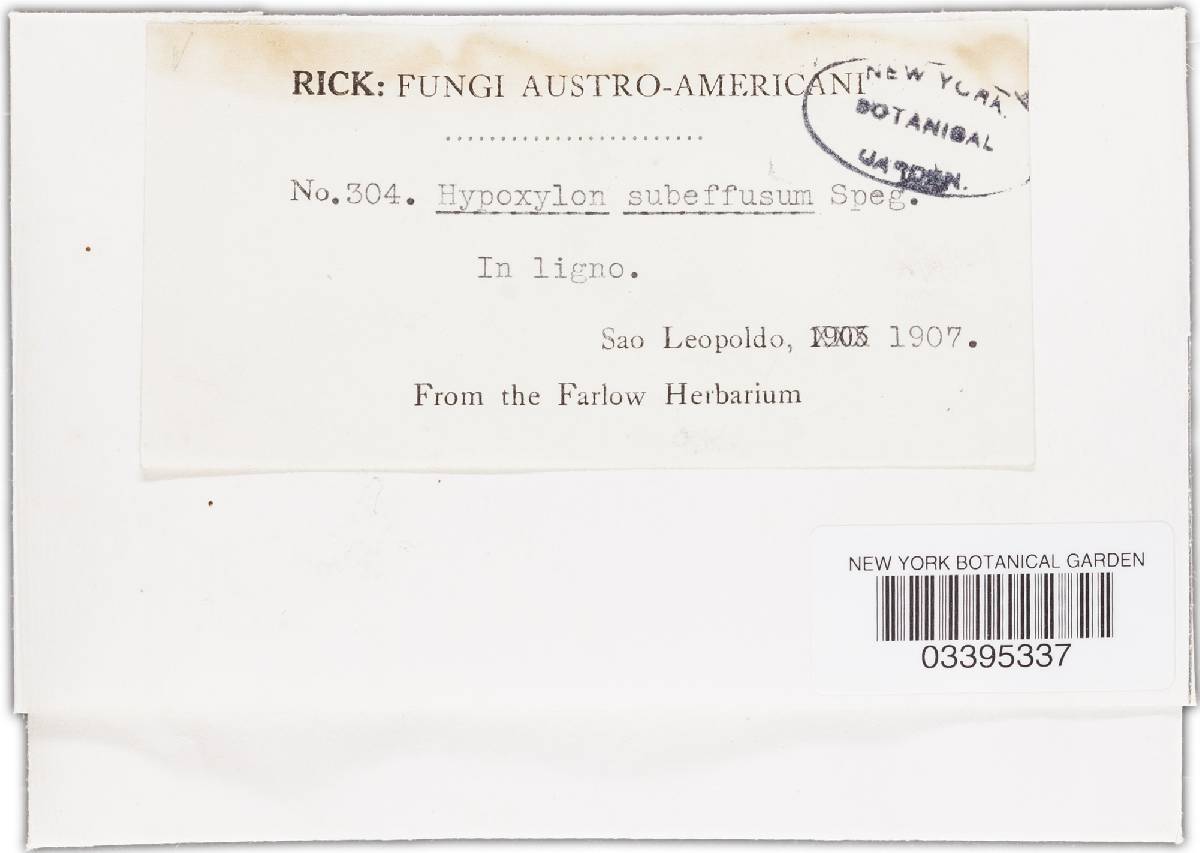 RICK: FUNGI AUSTRO-AMERICANI
NEW YORK
BOTANICAL
GARDEN.
No.304. Hypoxylon subeffusum Speg.
In ligno.
Sao Leopoldo, 1905 1907.
From the Farlow Herbarium
NEW YORK BOTANICAL GARDEN
03395337